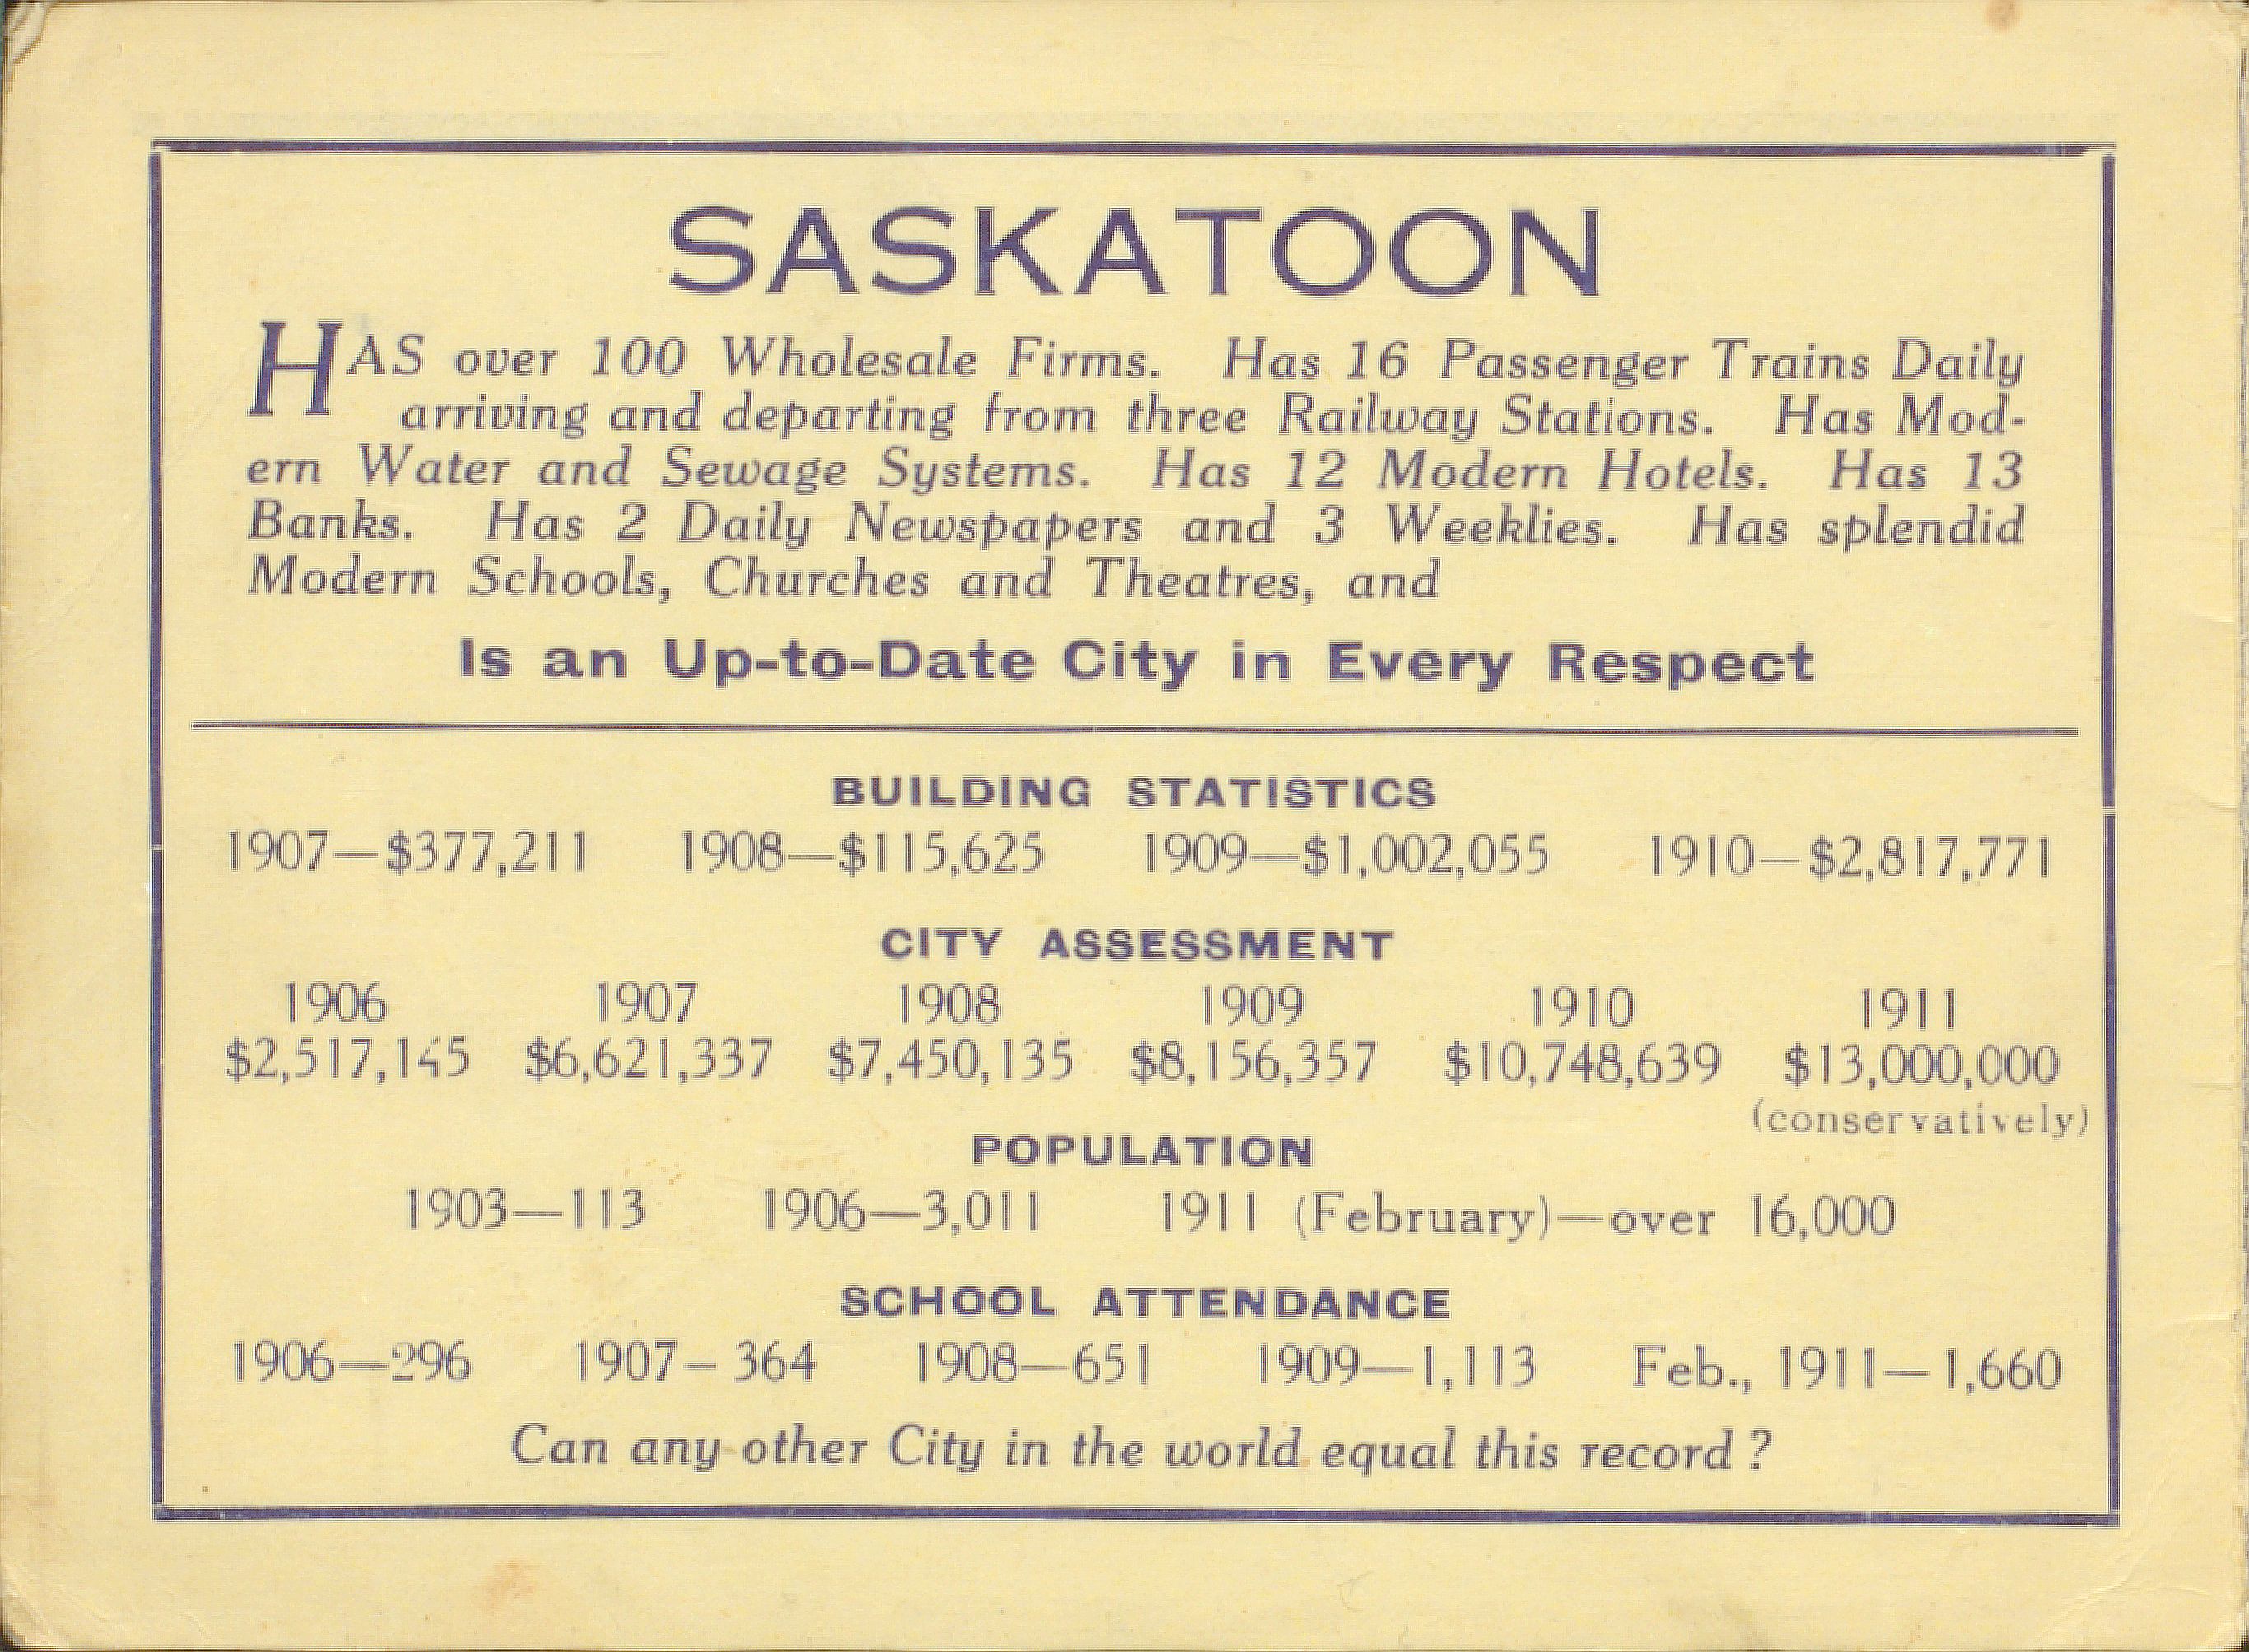 SASKATOON
HAS over 100 Wholesale Firms. Has 16 Passenger Trains Daily
arriving and departing from three Railway Stations. Has Mod-
ern Water and Sewage Systems. Has 12 Modern Hotels. Has 13
Banks. Has 2 Daily Newspapers and 3 Weeklies. Has splendid
Modern Schools, Churches and Theatres, and
Is an Up-to-Date City in Every Respect
BUILDING STATISTICS
1907—$377,211 1908—$115,625 1909—$1,002,055 1910—$2,817,771
CITY ASSESSMENT
1906 1907 1908 1909 1910 1911
$2,517,145 $6,621,337 $7,450,135 $8,156,357 $10,748,639 $13,000,000
(conservatively)
POPULATION
1903—113 1906—3,011 1911 (February)—over 16,000
SCHOOL ATTENDANCE
1906—296 1907—364 1908—651 1909—1,113 Feb., 1911—1,660
Can any other City in the world equal this record ?